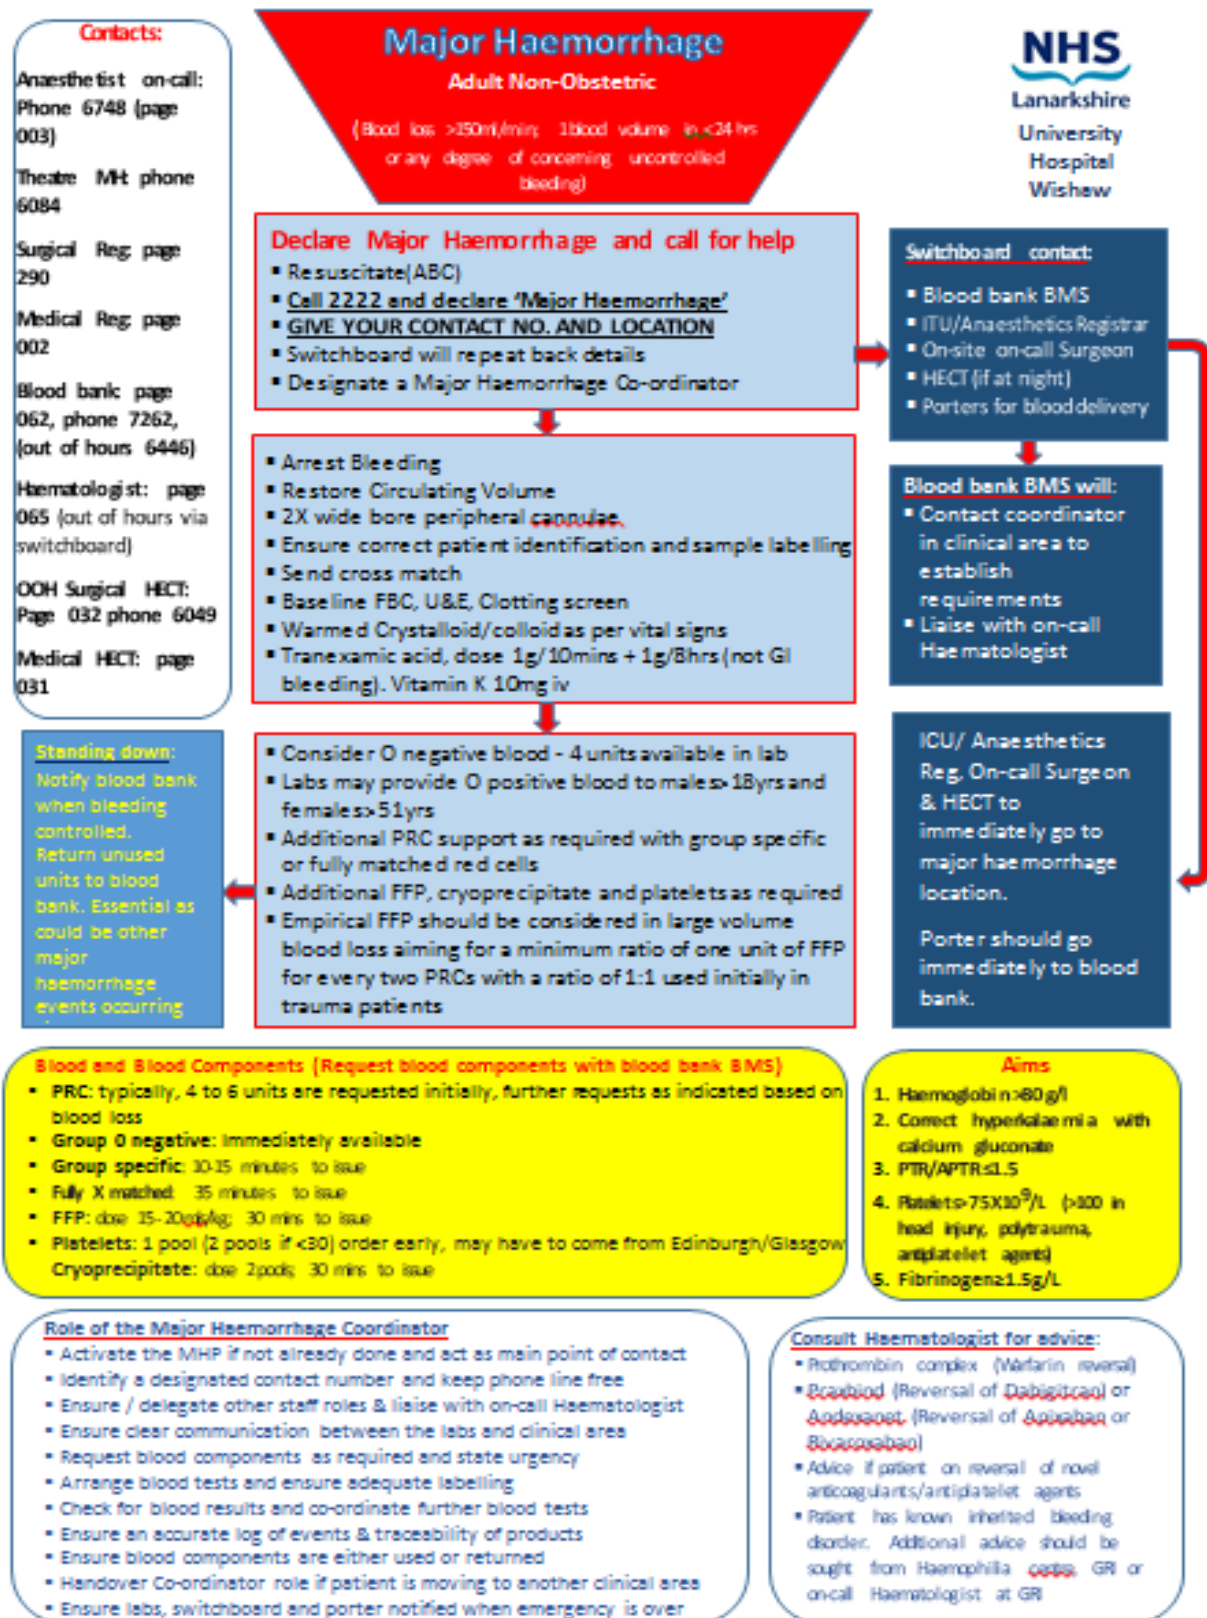 Contacts:
Anaesthetist on-call:
Phone 6748 (page
003)
Theatre MH: phone
6084
Surgical Reg: page
290
Medical Reg: page
002
Blood bank: page
062, phone 7262,
(out of hours 6446)
Haematologist: page
065 (out of hours via
switchboard)
OOH Surgical HECT:
Page 032 phone 6049
Medical HECT: page
031
Major Haemorrhage
Adult Non-Obstetric
(Blood loss >150ml/min; 1 blood volume in <24 hrs
or any degree of concerning uncontrolled
bleeding)
NHS
Lanarkshire
University
Hospital
Wishaw
Declare Major Haemorrhage and call for help
▪ Resuscitate(ABC)
▪ Call 2222 and declare ‘Major Haemorrhage’
▪ GIVE YOUR CONTACT NO. AND LOCATION
▪ Switchboard will repeat back details
▪ Designate a Major Haemorrhage Co-ordinator
Switchboard contact:
▪ Blood bank BMS
▪ ITU/Anaesthetics Registrar
▪ On-site on-call Surgeon
▪ HECT (if at night)
▪ Porters for blood delivery
▪ Arrest Bleeding
▪ Restore Circulating Volume
▪ 2X wide bore peripheral cannulae.
▪ Ensure correct patient identification and sample labelling
▪ Send cross match
▪ Baseline FBC, U&E, Clotting screen
▪ Warmed Crystalloid/colloid as per vital signs
▪ Tranexamic acid, dose 1g/10mins + 1g/8hrs (not GI
bleeding). Vitamin K 10mg iv
Blood bank BMS will:
▪ Contact coordinator
in clinical area to
establish
requirements
▪ Liaise with on-call
Haematologist
Standing down:
Notify blood bank
when bleeding
controlled.
Return unused
units to blood
bank. Essential as
could be other
major
haemorrhage
events occurring
▪ Consider O negative blood - 4 units available in lab
▪ Labs may provide O positive blood to males>18yrs and
females>51yrs
▪ Additional PRC support as required with group specific
or fully matched red cells
▪ Additional FFP, cryoprecipitate and platelets as required
▪ Empirical FFP should be considered in large volume
blood loss aiming for a minimum ratio of one unit of FFP
for every two PRCs with a ratio of 1:1 used initially in
trauma patients
ICU/ Anaesthetics
Reg, On-call Surgeon
& HECT to
immediately go to
major haemorrhage
location.
Porter should go
immediately to blood
bank.
Blood and Blood Components (Request blood components with blood bank BMS)
▪ PRC: typically, 4 to 6 units are requested initially, further requests as indicated based on
blood loss
▪ Group O negative: Immediately available
▪ Group specific: 10-15 minutes to issue
▪ Fully X matched: 35 minutes to issue
▪ FFP: dose 15-20mls/kg; 30 mins to issue
▪ Platelets: 1 pool (2 pools if <30) order early, may have to come from Edinburgh/Glasgow
Cryoprecipitate: dose 2pools; 30 mins to issue
Aims
1. Haemoglobin >80g/l
2. Correct hyperkalaemia with
calcium gluconate
3. PTR/APTR≤1.5
4. Platelets>75X10⁹/L (>100 in
head injury, polytrauma,
antiplatelet agents)
5. Fibrinogen≥1.5g/L
Role of the Major Haemorrhage Coordinator
▪ Activate the MHP if not already done and act as main point of contact
▪ Identify a designated contact number and keep phone line free
▪ Ensure / delegate other staff roles & liaise with on-call Haematologist
▪ Ensure clear communication between the labs and clinical area
▪ Request blood components as required and state urgency
▪ Arrange blood tests and ensure adequate labelling
▪ Check for blood results and co-ordinate further blood tests
▪ Ensure an accurate log of events & traceability of products
▪ Ensure blood components are either used or returned
▪ Handover Co-ordinator role if patient is moving to another clinical area
▪ Ensure labs, switchboard and porter notified when emergency is over
Consult Haematologist for advice:
▪ Prothrombin complex (Warfarin reversal)
▪ Praxbind (Reversal of Dabigitran) or
Andexanet (Reversal of Apixaban or
Rivaroxaban)
▪ Advice if patient on reversal of novel
anticoagulants/antiplatelet agents
▪ Patient has known inherited bleeding
disorder. Additional advice should be
sought from Haemophilia centre, GRI or
on-call Haematologist at GRI